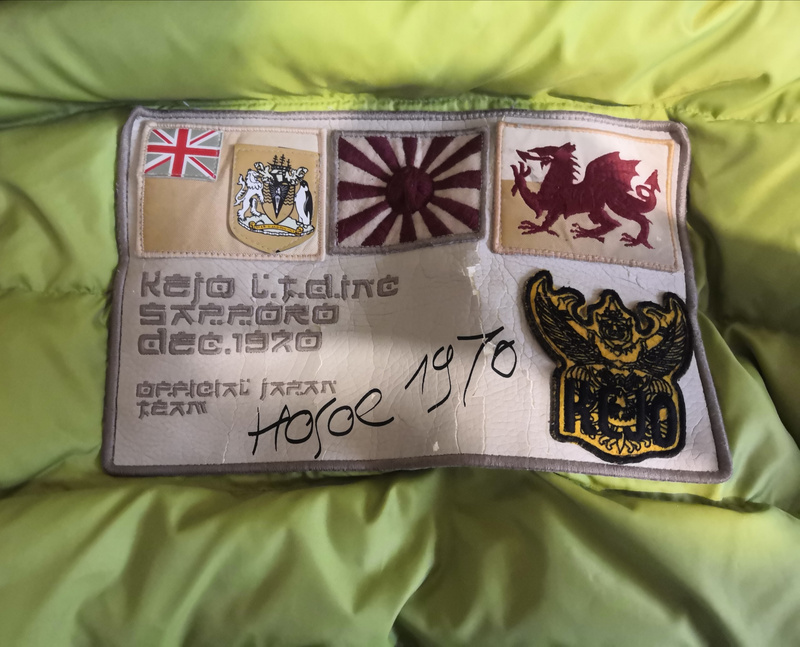 Kejo l.t.d.inc
SAPPORO
dec.1970
OFFicial japan
team
Hosoe 1970
Kejo